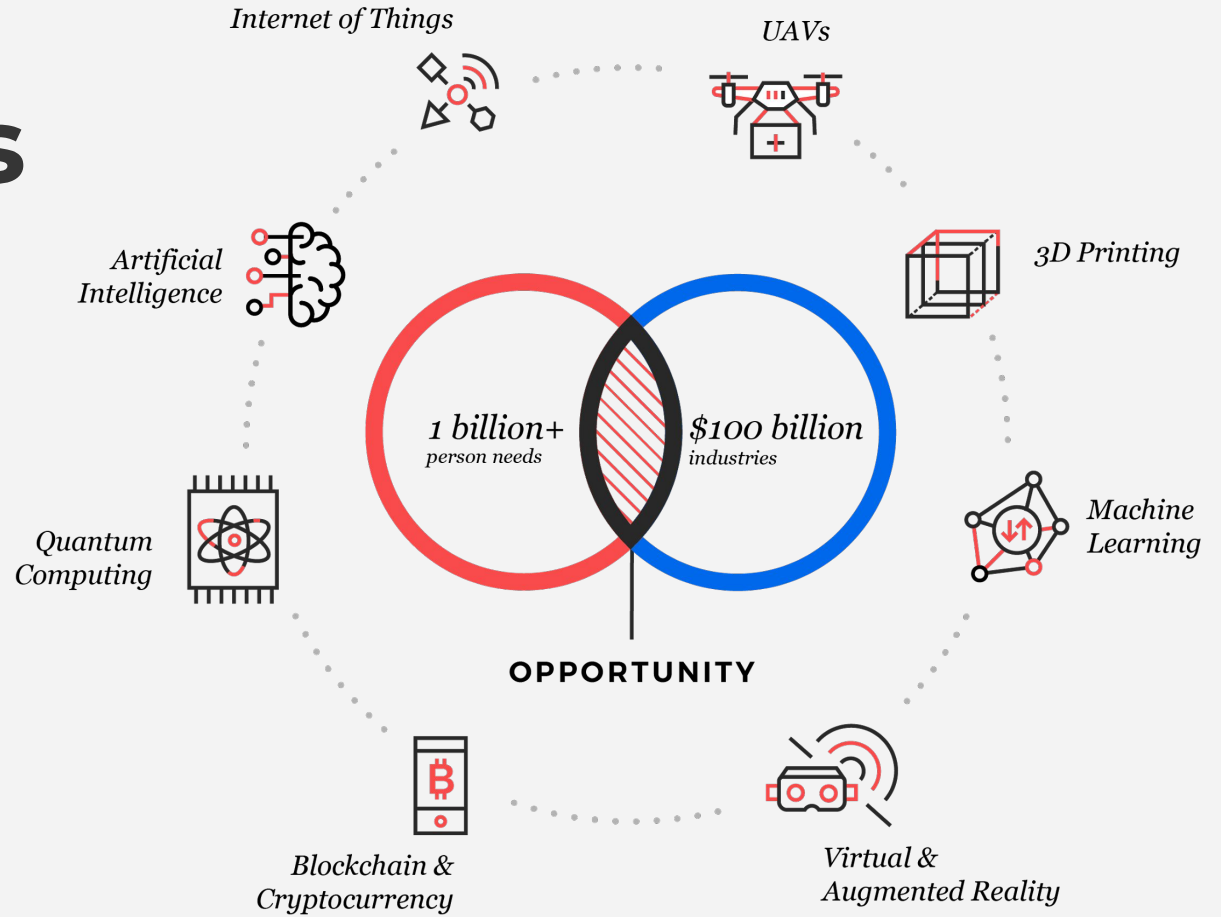 Internet of Things
UAVs
s
Artificial
Intelligence
3D Printing
1 billion+
person needs
$100 billion
industries
Quantum
Computing
Machine
Learning
OPPORTUNITY
Blockchain &
Cryptocurrency
Virtual &
Augmented Reality